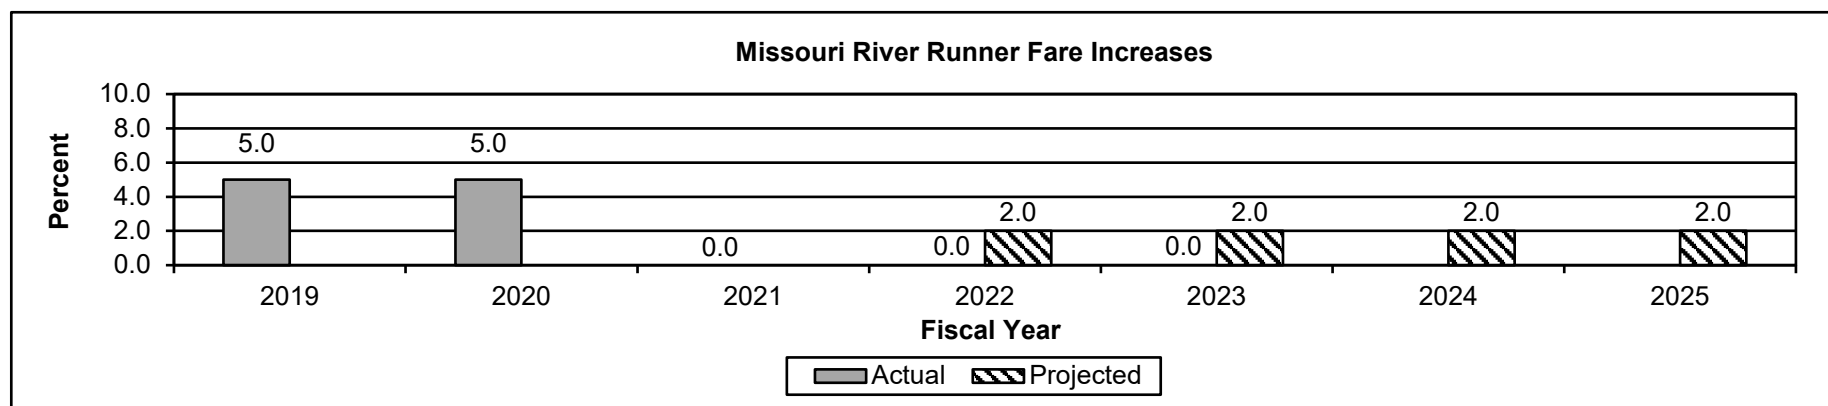 Missouri River Runner Fare Increases
Percent
10.0
8.0
6.0
4.0
2.0
0.0
5.0 5.0 0.0 0.0 2.0 0.0 2.0 2.0 2.0
2019 2020 2021 2022 2023 2024 2025
Fiscal Year
Actual Projected